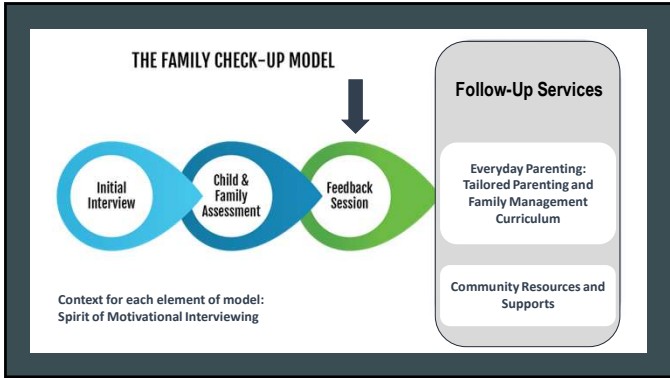 THE FAMILY CHECK-UP MODEL
Initial
Interview
Child &
Family
Assessment
Feedback
Session
Context for each element of model:
Spirit of Motivational Interviewing
Follow-Up Services
Everyday Parenting:
Tailored Parenting and
Family Management
Curriculum
Community Resources and
Supports